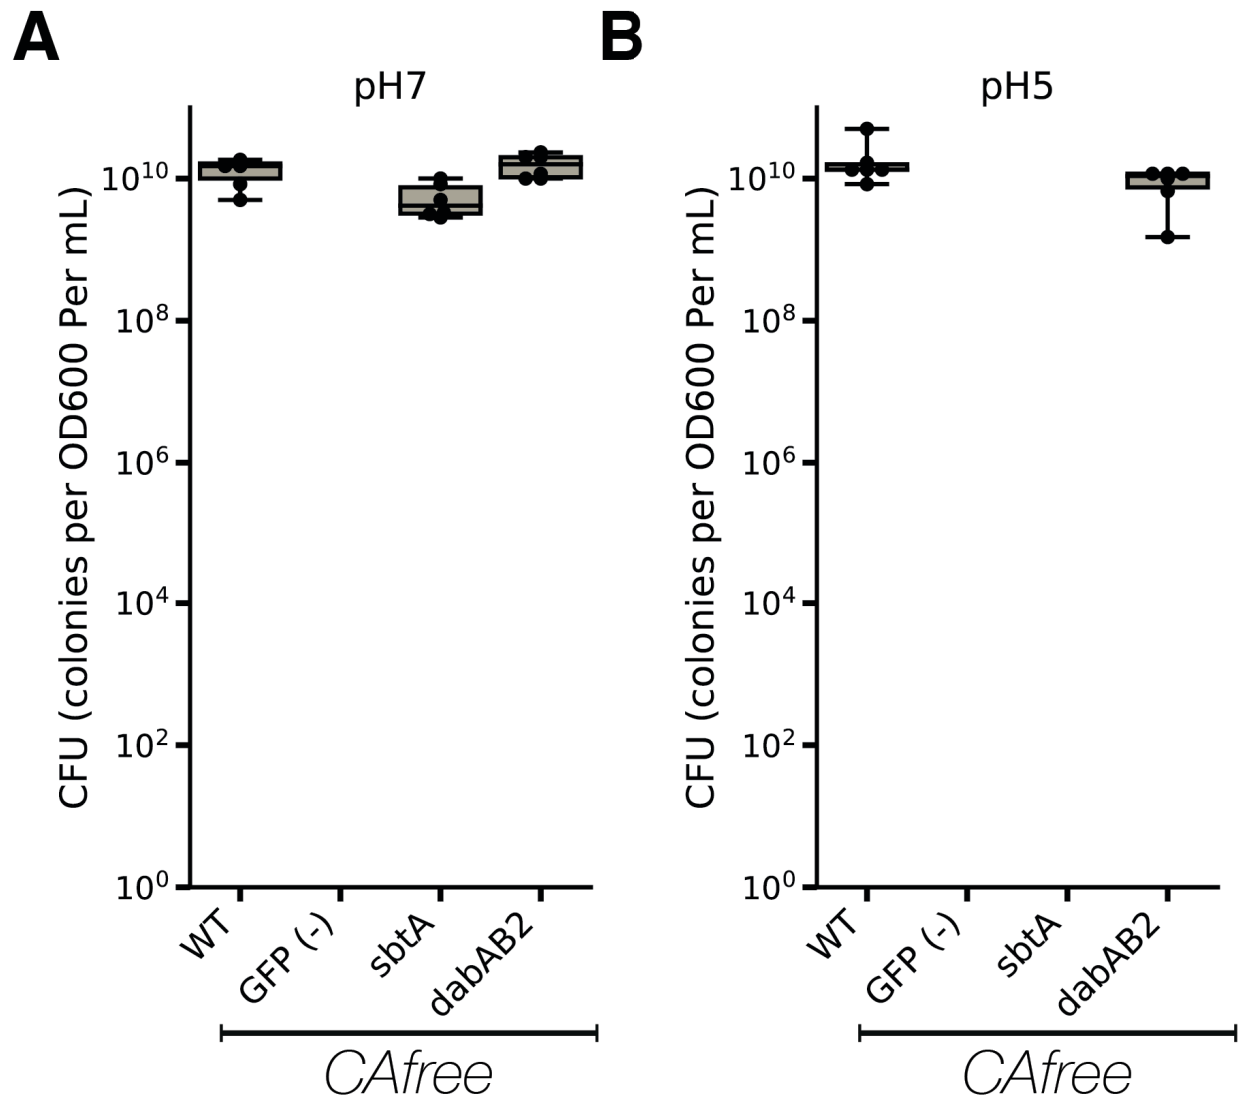 A
pH7
CFU (colonies per OD600 Per mL)
10¹⁰
10⁸
10⁶
10⁴
10²
10⁰
WT
GFP (-)
sbtA
dabAB2
CAfree
B
pH5
CFU (colonies per OD600 Per mL)
10¹⁰
10⁸
10⁶
10⁴
10²
10⁰
WT
GFP (-)
sbtA
dabAB2
CAfree